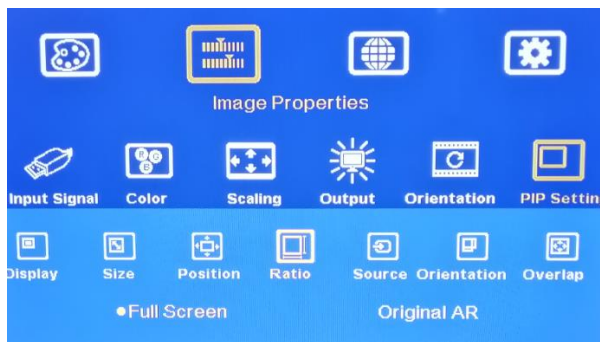 Image Properties
Input Signal Color Scaling Output Orientation PIP Settin
Display Size Position Ratio Source Orientation Overlap
Full Screen Original AR